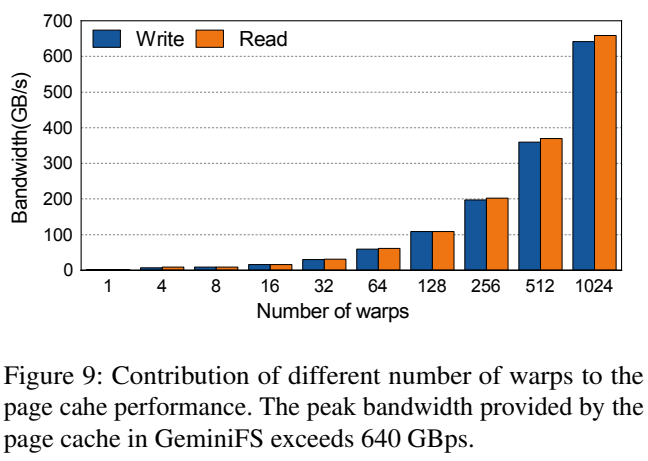 700
600
500
400
300
200
100
0
Bandwidth(GB/s)
Write Read
1 4 8 16 32 64 128 256 512 1024
Number of warps
Figure 9: Contribution of different number of warps to the
page cahe performance. The peak bandwidth provided by the
page cache in GeminiFS exceeds 640 GBps.